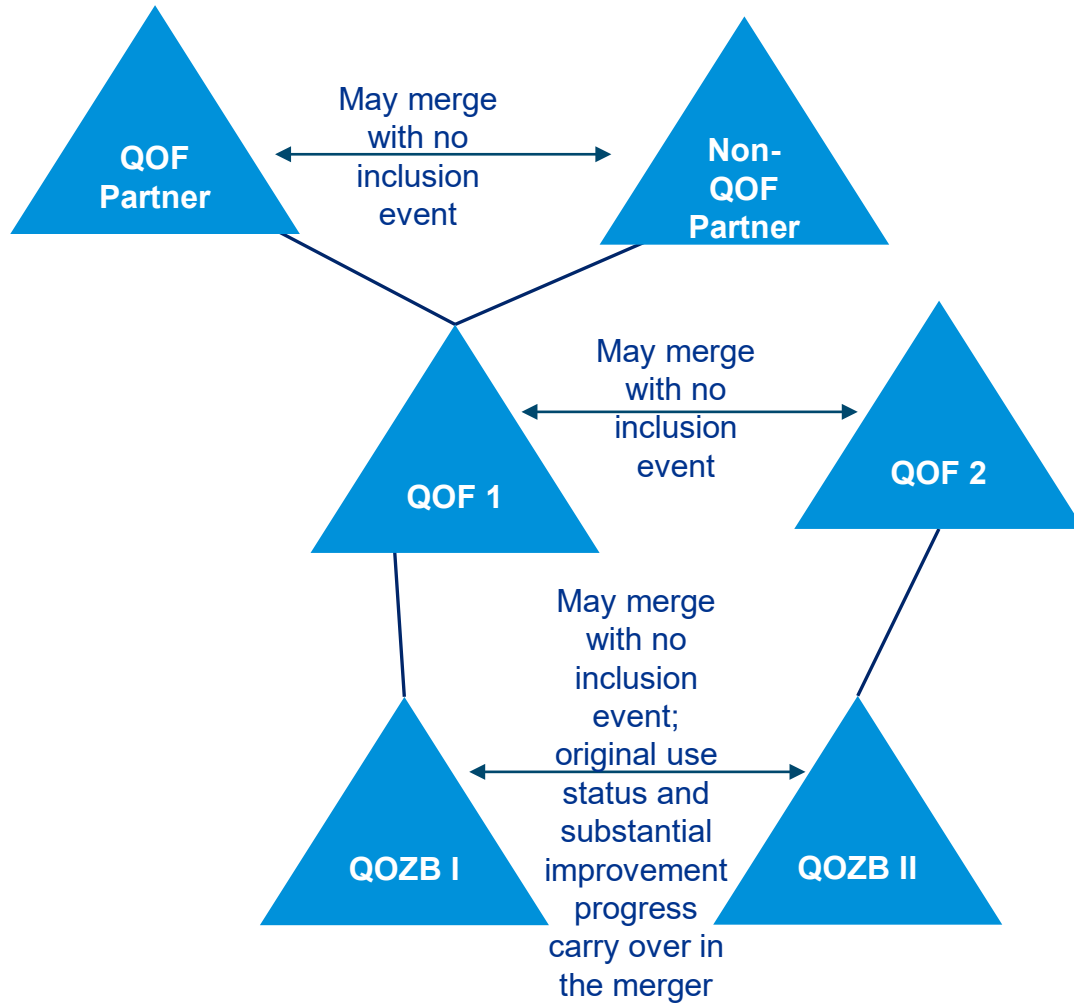 QOF
Partner
May merge
with no
inclusion
event
Non-
QOF
Partner
QOF 1
May merge
with no
inclusion
event
QOF 2
QOZB I
May merge
with no
inclusion
event;
original use
status and
substantial
improvement
progress
carry over in
the merger
QOZB II